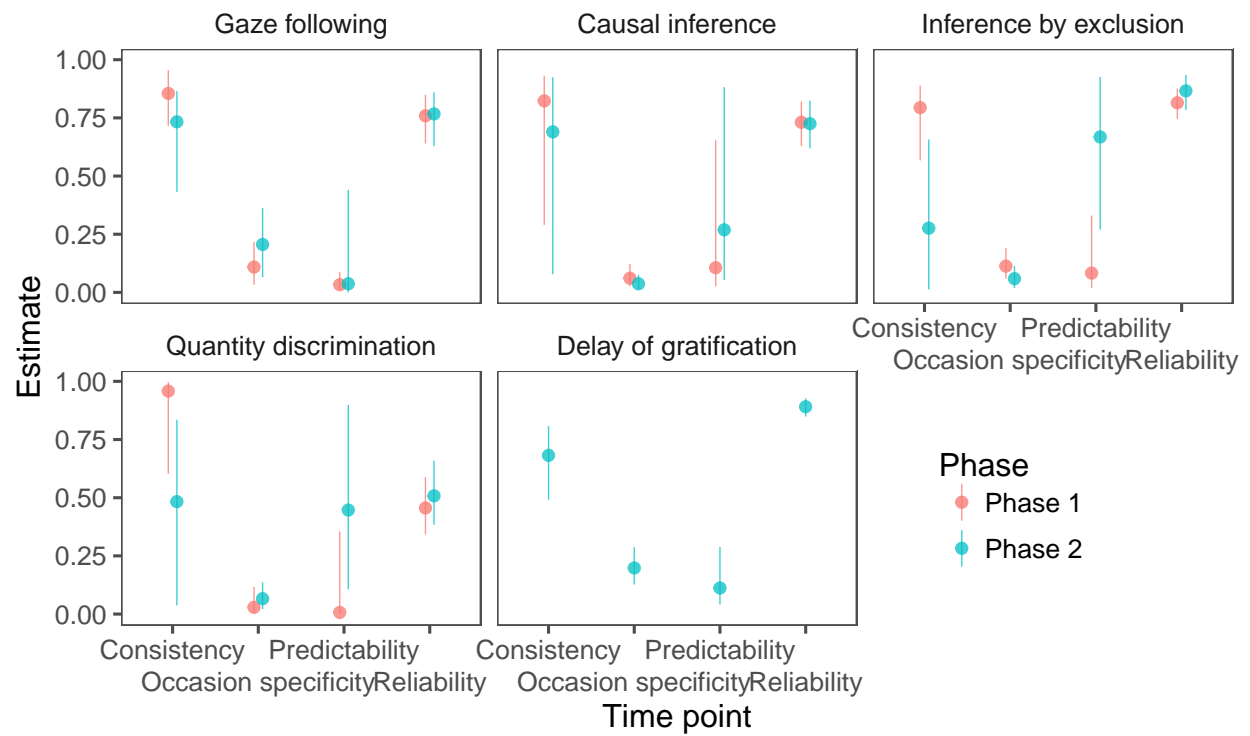 Gaze following
Causal inference
Inference by exclusion
1.00
0.75
0.50
0.25
0.00
Consistency
Predictability
Occasion specificity
Reliability
Quantity discrimination
Delay of gratification
Estimate
1.00
0.75
0.50
0.25
0.00
Consistency
Predictability
Occasion specificity
Reliability
Consistency
Predictability
Occasion specificity
Reliability
Time point
Phase
Phase 1
Phase 2